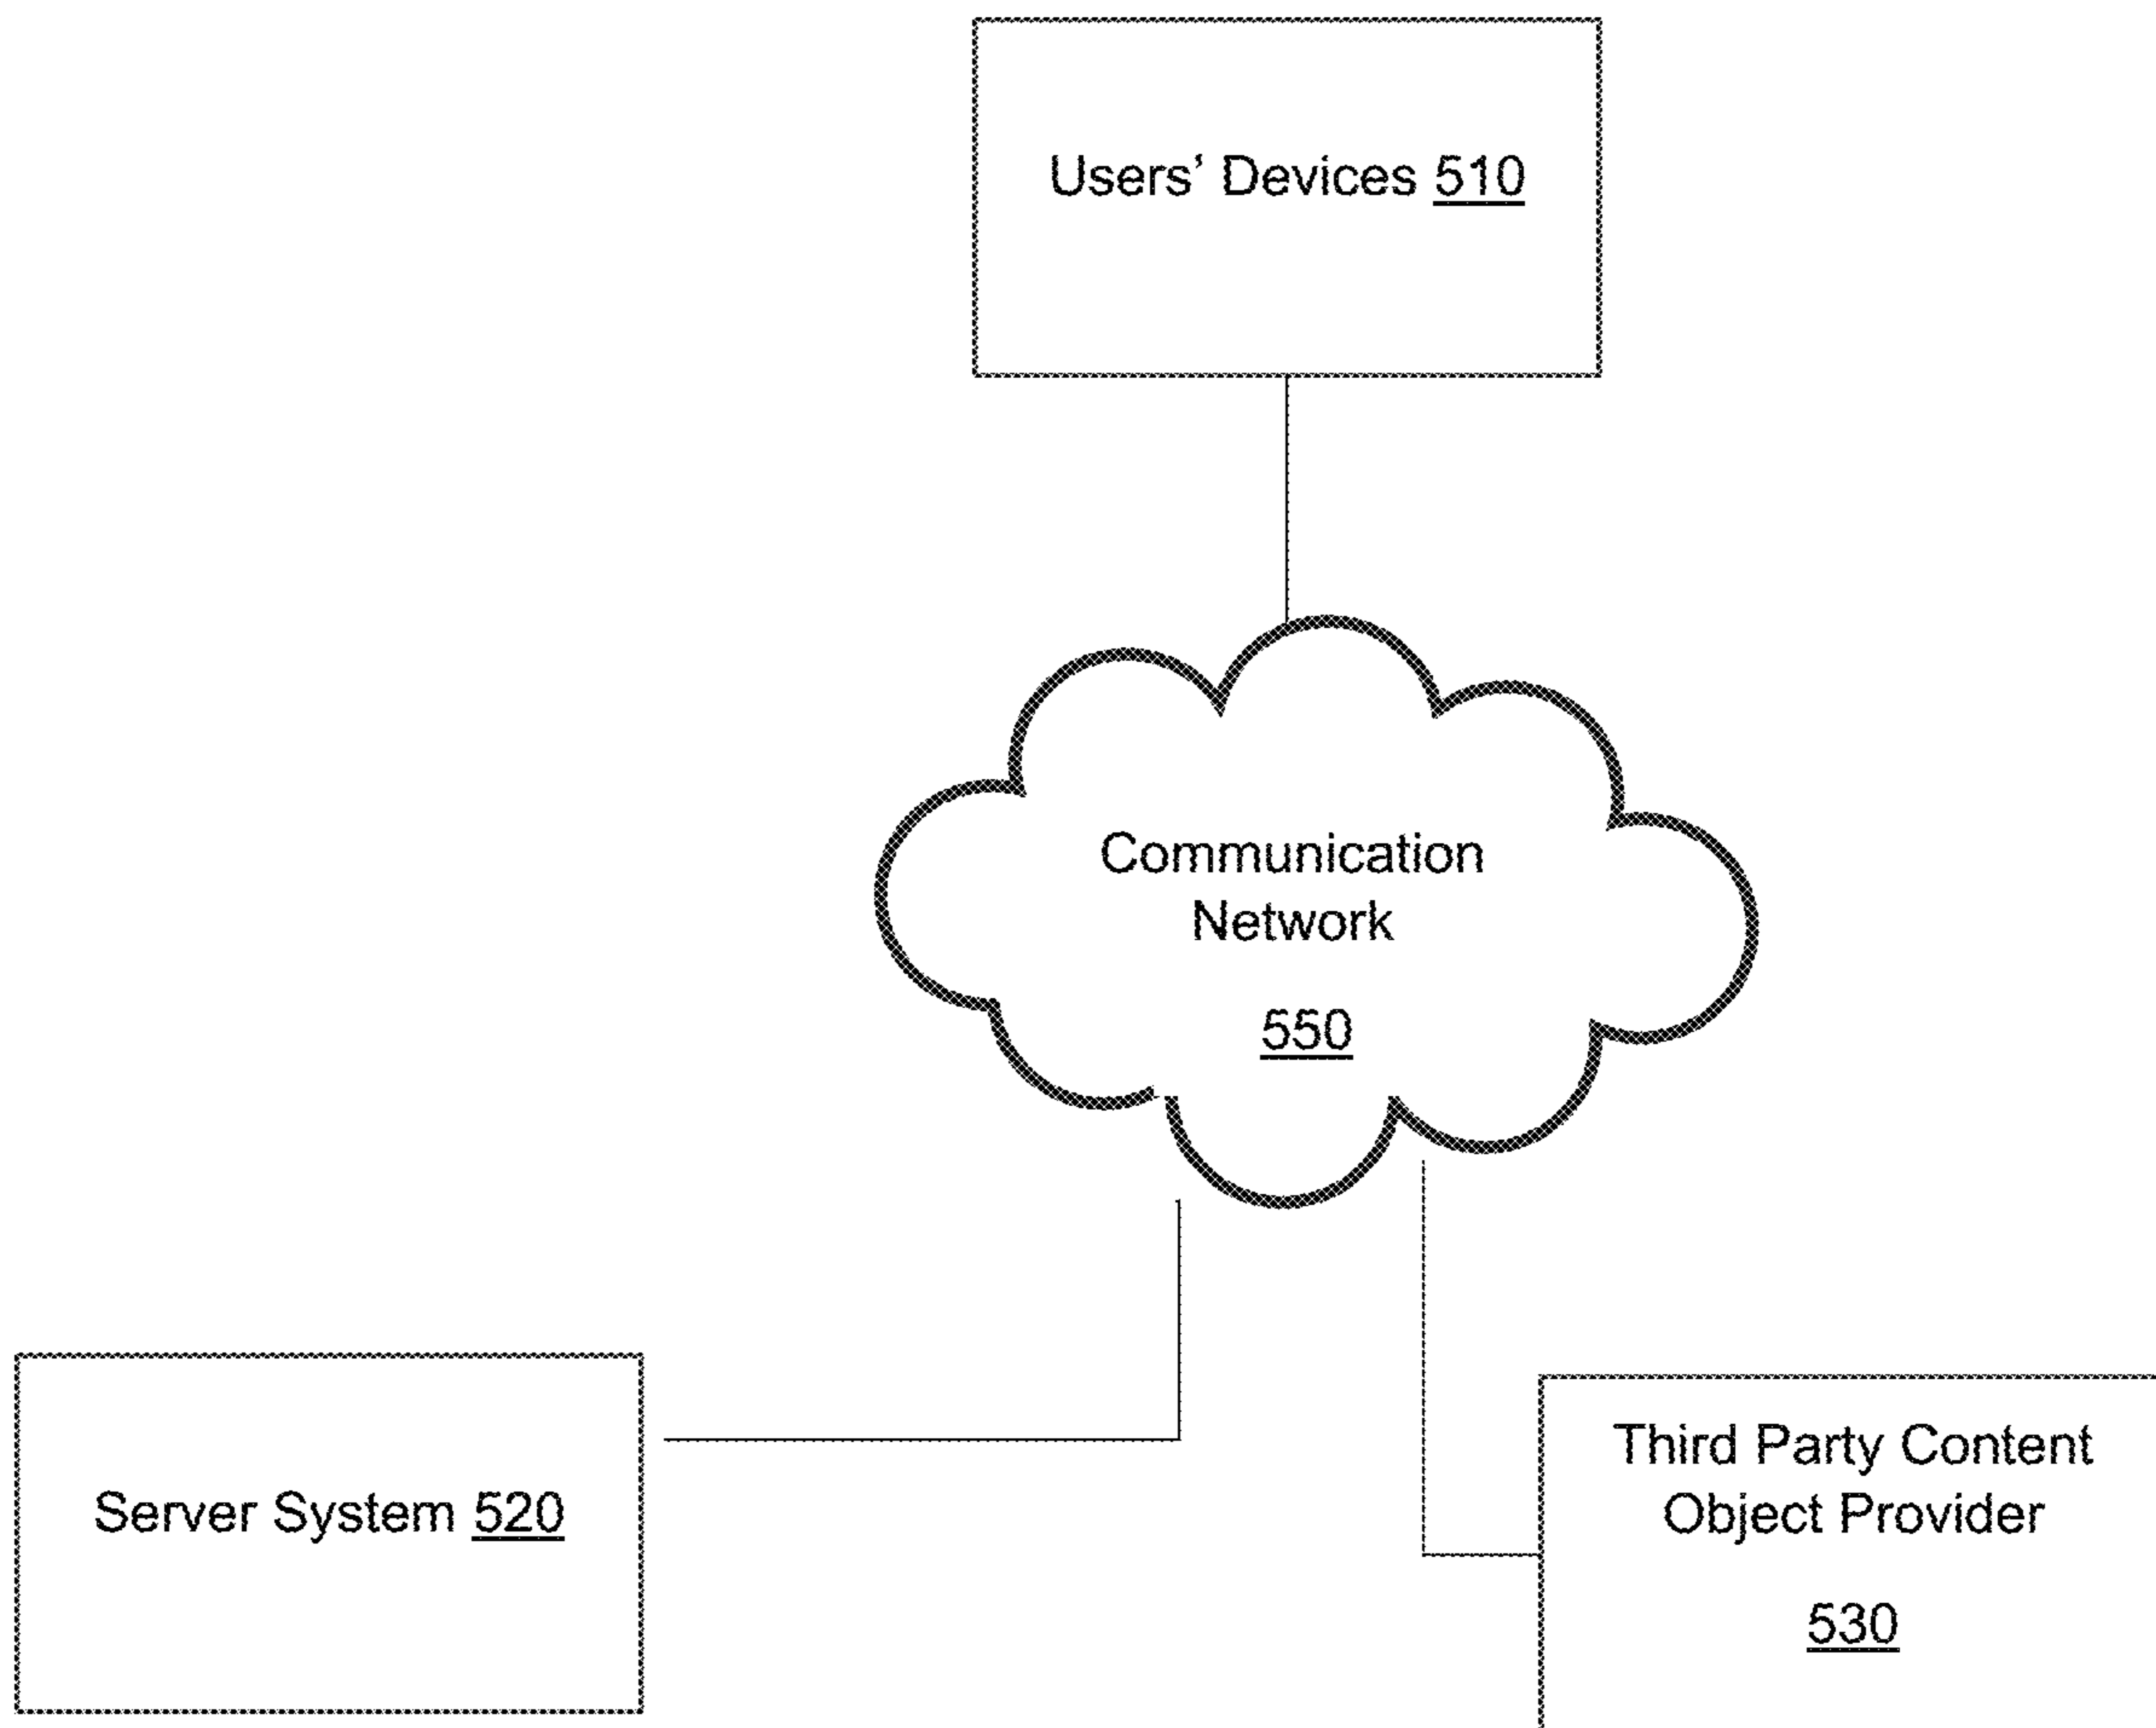 Users’ Devices 510
Communication
Network
550
Server System 520
Third Party Content
Object Provider
530